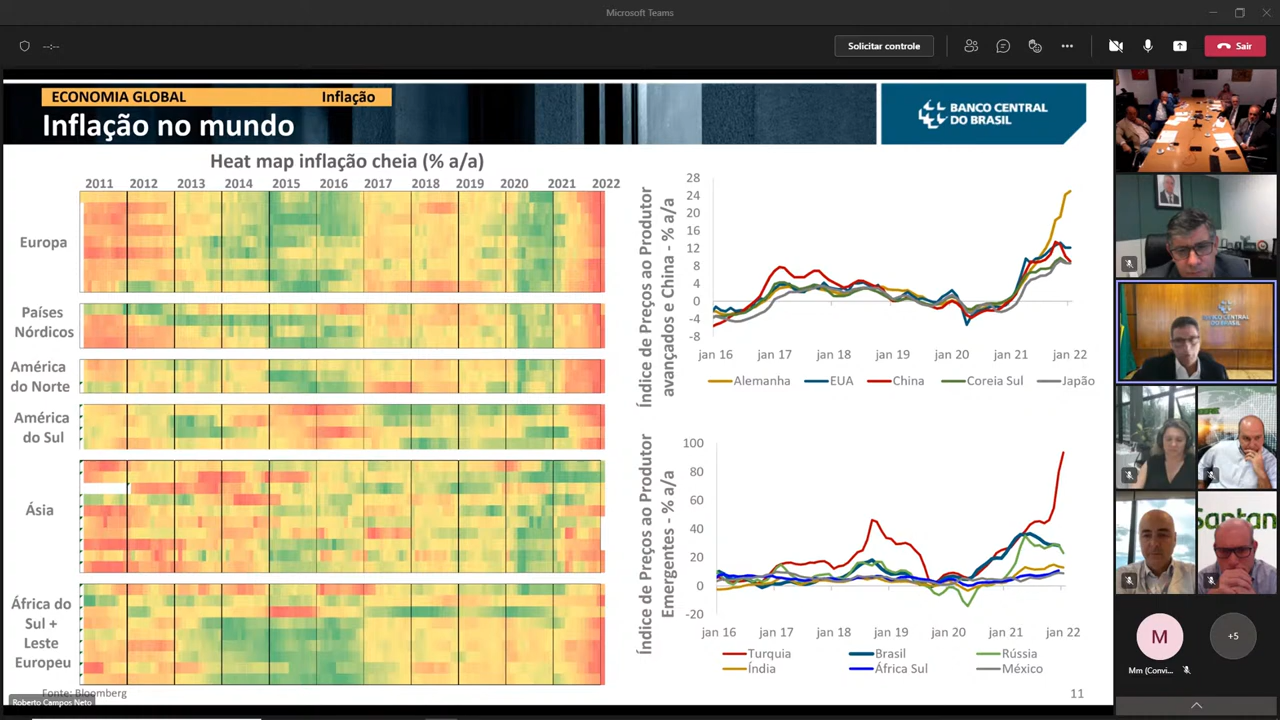 Microsoft Teams
--:--
Solicitar controle
Sair
ECONOMIA GLOBAL
Inflação
Inflação no mundo
BANCO CENTRAL
DO BRASIL
Heat map inflação cheia (% a/a)
2011 2012 2013 2014 2015 2016 2017 2018 2019 2020 2021 2022
Europa
Países
Nórdicos
América
do Norte
América
do Sul
Ásia
África do
Sul +
Leste
Europeu
Fonte: Bloomberg
Roberto Campos Neto
Índice de Preços ao Produtor
avançados e China - % a/a
28
24
20
16
12
8
4
0
-4
-8
jan 16 jan 17 jan 18 jan 19 jan 20 jan 21 jan 22
Alemanha EUA China Coreia Sul Japão
Índice de Preços ao Produtor
Emergentes - % a/a
100
80
60
40
20
0
-20
jan 16 jan 17 jan 18 jan 19 jan 20 jan 21 jan 22
Turquia Brasil Rússia
Índia África Sul México
11
BANCO CENTRAL
DO BRASIL
Santan
M
+5
Mm (Convi...